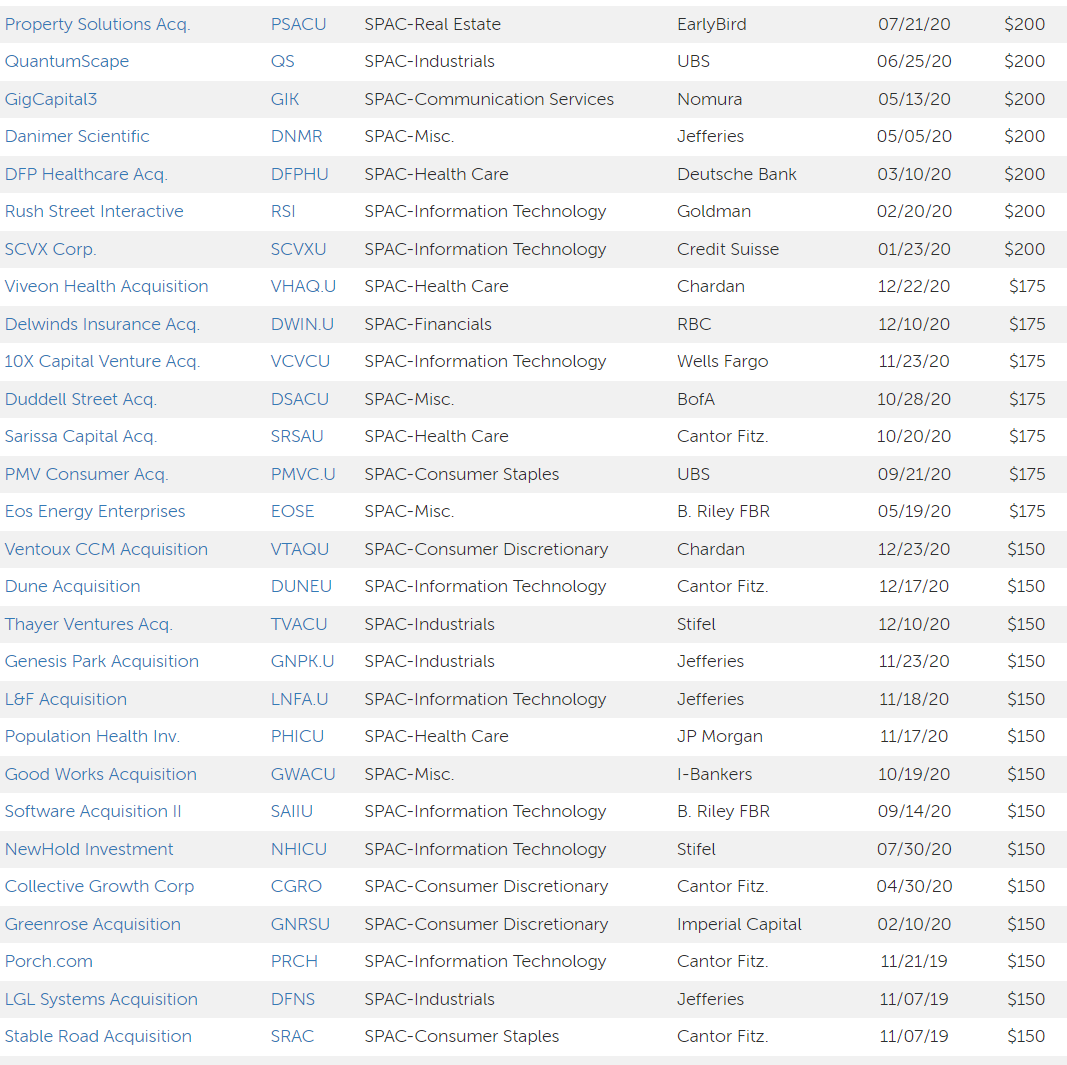 Property Solutions Acq. PSACU SPAC-Real Estate EarlyBird 07/21/20 $200
QuantumScape QS SPAC-Industrials UBS 06/25/20 $200
GigCapital3 GIK SPAC-Communication Services Nomura 05/13/20 $200
Danimer Scientific DNMR SPAC-Misc. Jefferies 05/05/20 $200
DFP Healthcare Acq. DFPHU SPAC-Health Care Deutsche Bank 03/10/20 $200
Rush Street Interactive RSI SPAC-Information Technology Goldman 02/20/20 $200
SCVX Corp. SCVXU SPAC-Information Technology Credit Suisse 01/23/20 $200
Viveon Health Acquisition VHAQ.U SPAC-Health Care Chardan 12/22/20 $175
Delwinds Insurance Acq. DWIN.U SPAC-Financials RBC 12/10/20 $175
10X Capital Venture Acq. VCVCU SPAC-Information Technology Wells Fargo 11/23/20 $175
Duddell Street Acq. DSACU SPAC-Misc. BofA 10/28/20 $175
Sarissa Capital Acq. SRSAU SPAC-Health Care Cantor Fitz. 10/20/20 $175
PMV Consumer Acq. PMVC.U SPAC-Consumer Staples UBS 09/21/20 $175
Eos Energy Enterprises EOSE SPAC-Misc. B. Riley FBR 05/19/20 $175
Ventoux CCM Acquisition VTAQU SPAC-Consumer Discretionary Chardan 12/23/20 $150
Dune Acquisition DUNEU SPAC-Information Technology Cantor Fitz. 12/17/20 $150
Thayer Ventures Acq. TVACU SPAC-Industrials Stifel 12/10/20 $150
Genesis Park Acquisition GNPK.U SPAC-Industrials Jefferies 11/23/20 $150
L&F Acquisition LNFA.U SPAC-Information Technology Jefferies 11/18/20 $150
Population Health Inv. PHICU SPAC-Health Care JP Morgan 11/17/20 $150
Good Works Acquisition GWACU SPAC-Misc. I-Bankers 10/19/20 $150
Software Acquisition II SAIIU SPAC-Information Technology B. Riley FBR 09/14/20 $150
NewHold Investment NHICU SPAC-Information Technology Stifel 07/30/20 $150
Collective Growth Corp CGRO SPAC-Consumer Discretionary Cantor Fitz. 04/30/20 $150
Greenrose Acquisition GNRSU SPAC-Consumer Discretionary Imperial Capital 02/10/20 $150
Porch.com PRCH SPAC-Information Technology Cantor Fitz. 11/21/19 $150
LGL Systems Acquisition DFNS SPAC-Industrials Jefferies 11/07/19 $150
Stable Road Acquisition SRAC SPAC-Consumer Staples Cantor Fitz. 11/07/19 $150